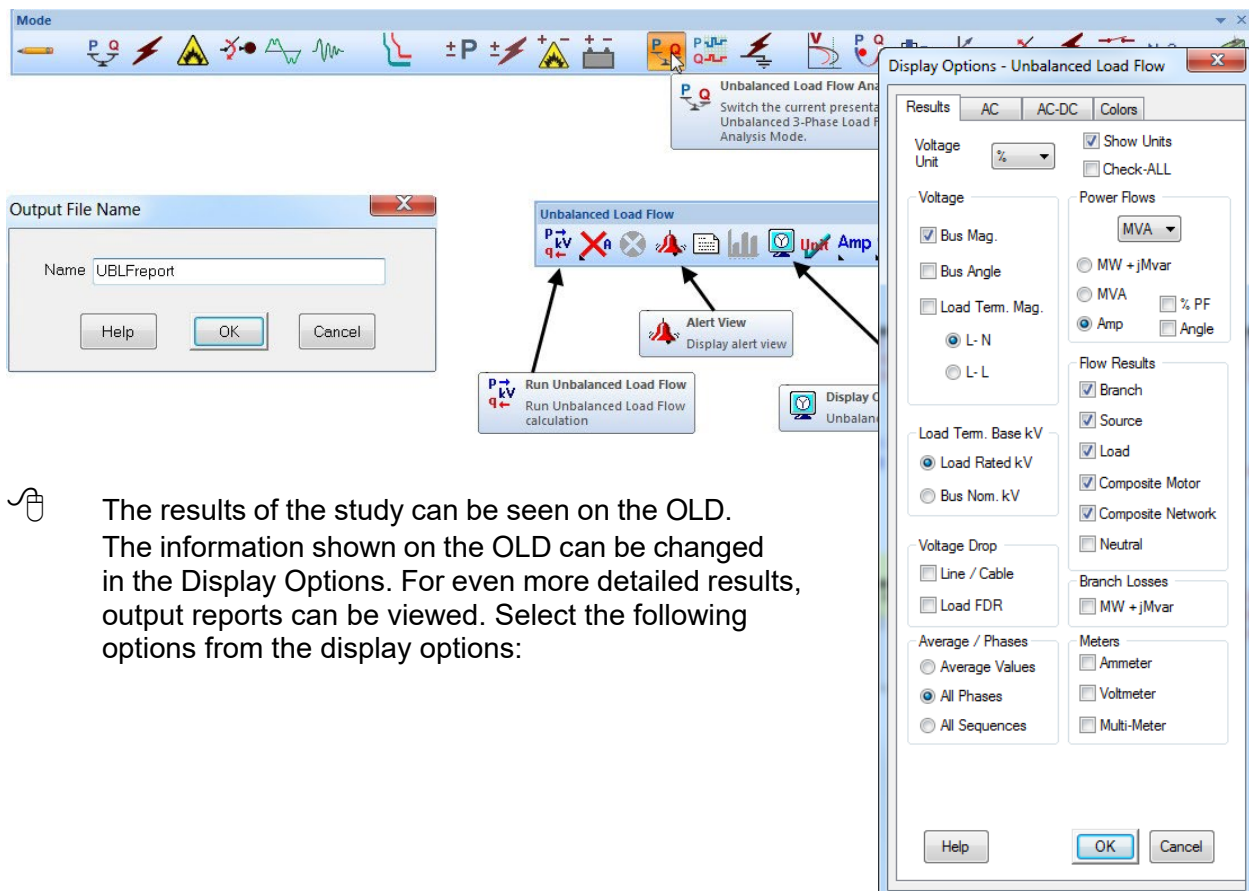 Mode
P Q
±P
P Q
P
Q
V
P Q
Unbalanced Load Flow Ana
Switch the current presenta
Unbalanced 3-Phase Load F
Analysis Mode.
Output File Name
Name UBLFreport
Help OK Cancel
Unbalanced Load Flow
P kV q A Unit Amp
Alert View
Display alert view
P kV q Run Unbalanced Load Flow
Run Unbalanced Load Flow
calculation
Display O
Unbalanc
The results of the study can be seen on the OLD.
The information shown on the OLD can be changed
in the Display Options. For even more detailed results,
output reports can be viewed. Select the following
options from the display options:
Display Options - Unbalanced Load Flow
Results AC AC-DC Colors
Voltage
Unit
%
Show Units
Check-ALL
Voltage
Bus Mag.
Bus Angle
Load Term. Mag.
L- N
L- L
Load Term. Base kV
Load Rated kV
Bus Nom. kV
Voltage Drop
Line / Cable
Load FDR
Average / Phases
Average Values
All Phases
All Sequences
Power Flows
MVA
MW + jMvar
MVA
% PF
Amp
Angle
Flow Results
Branch
Source
Load
Composite Motor
Composite Network
Neutral
Branch Losses
MW + jMvar
Meters
Ammeter
Voltmeter
Multi-Meter
Help OK Cancel